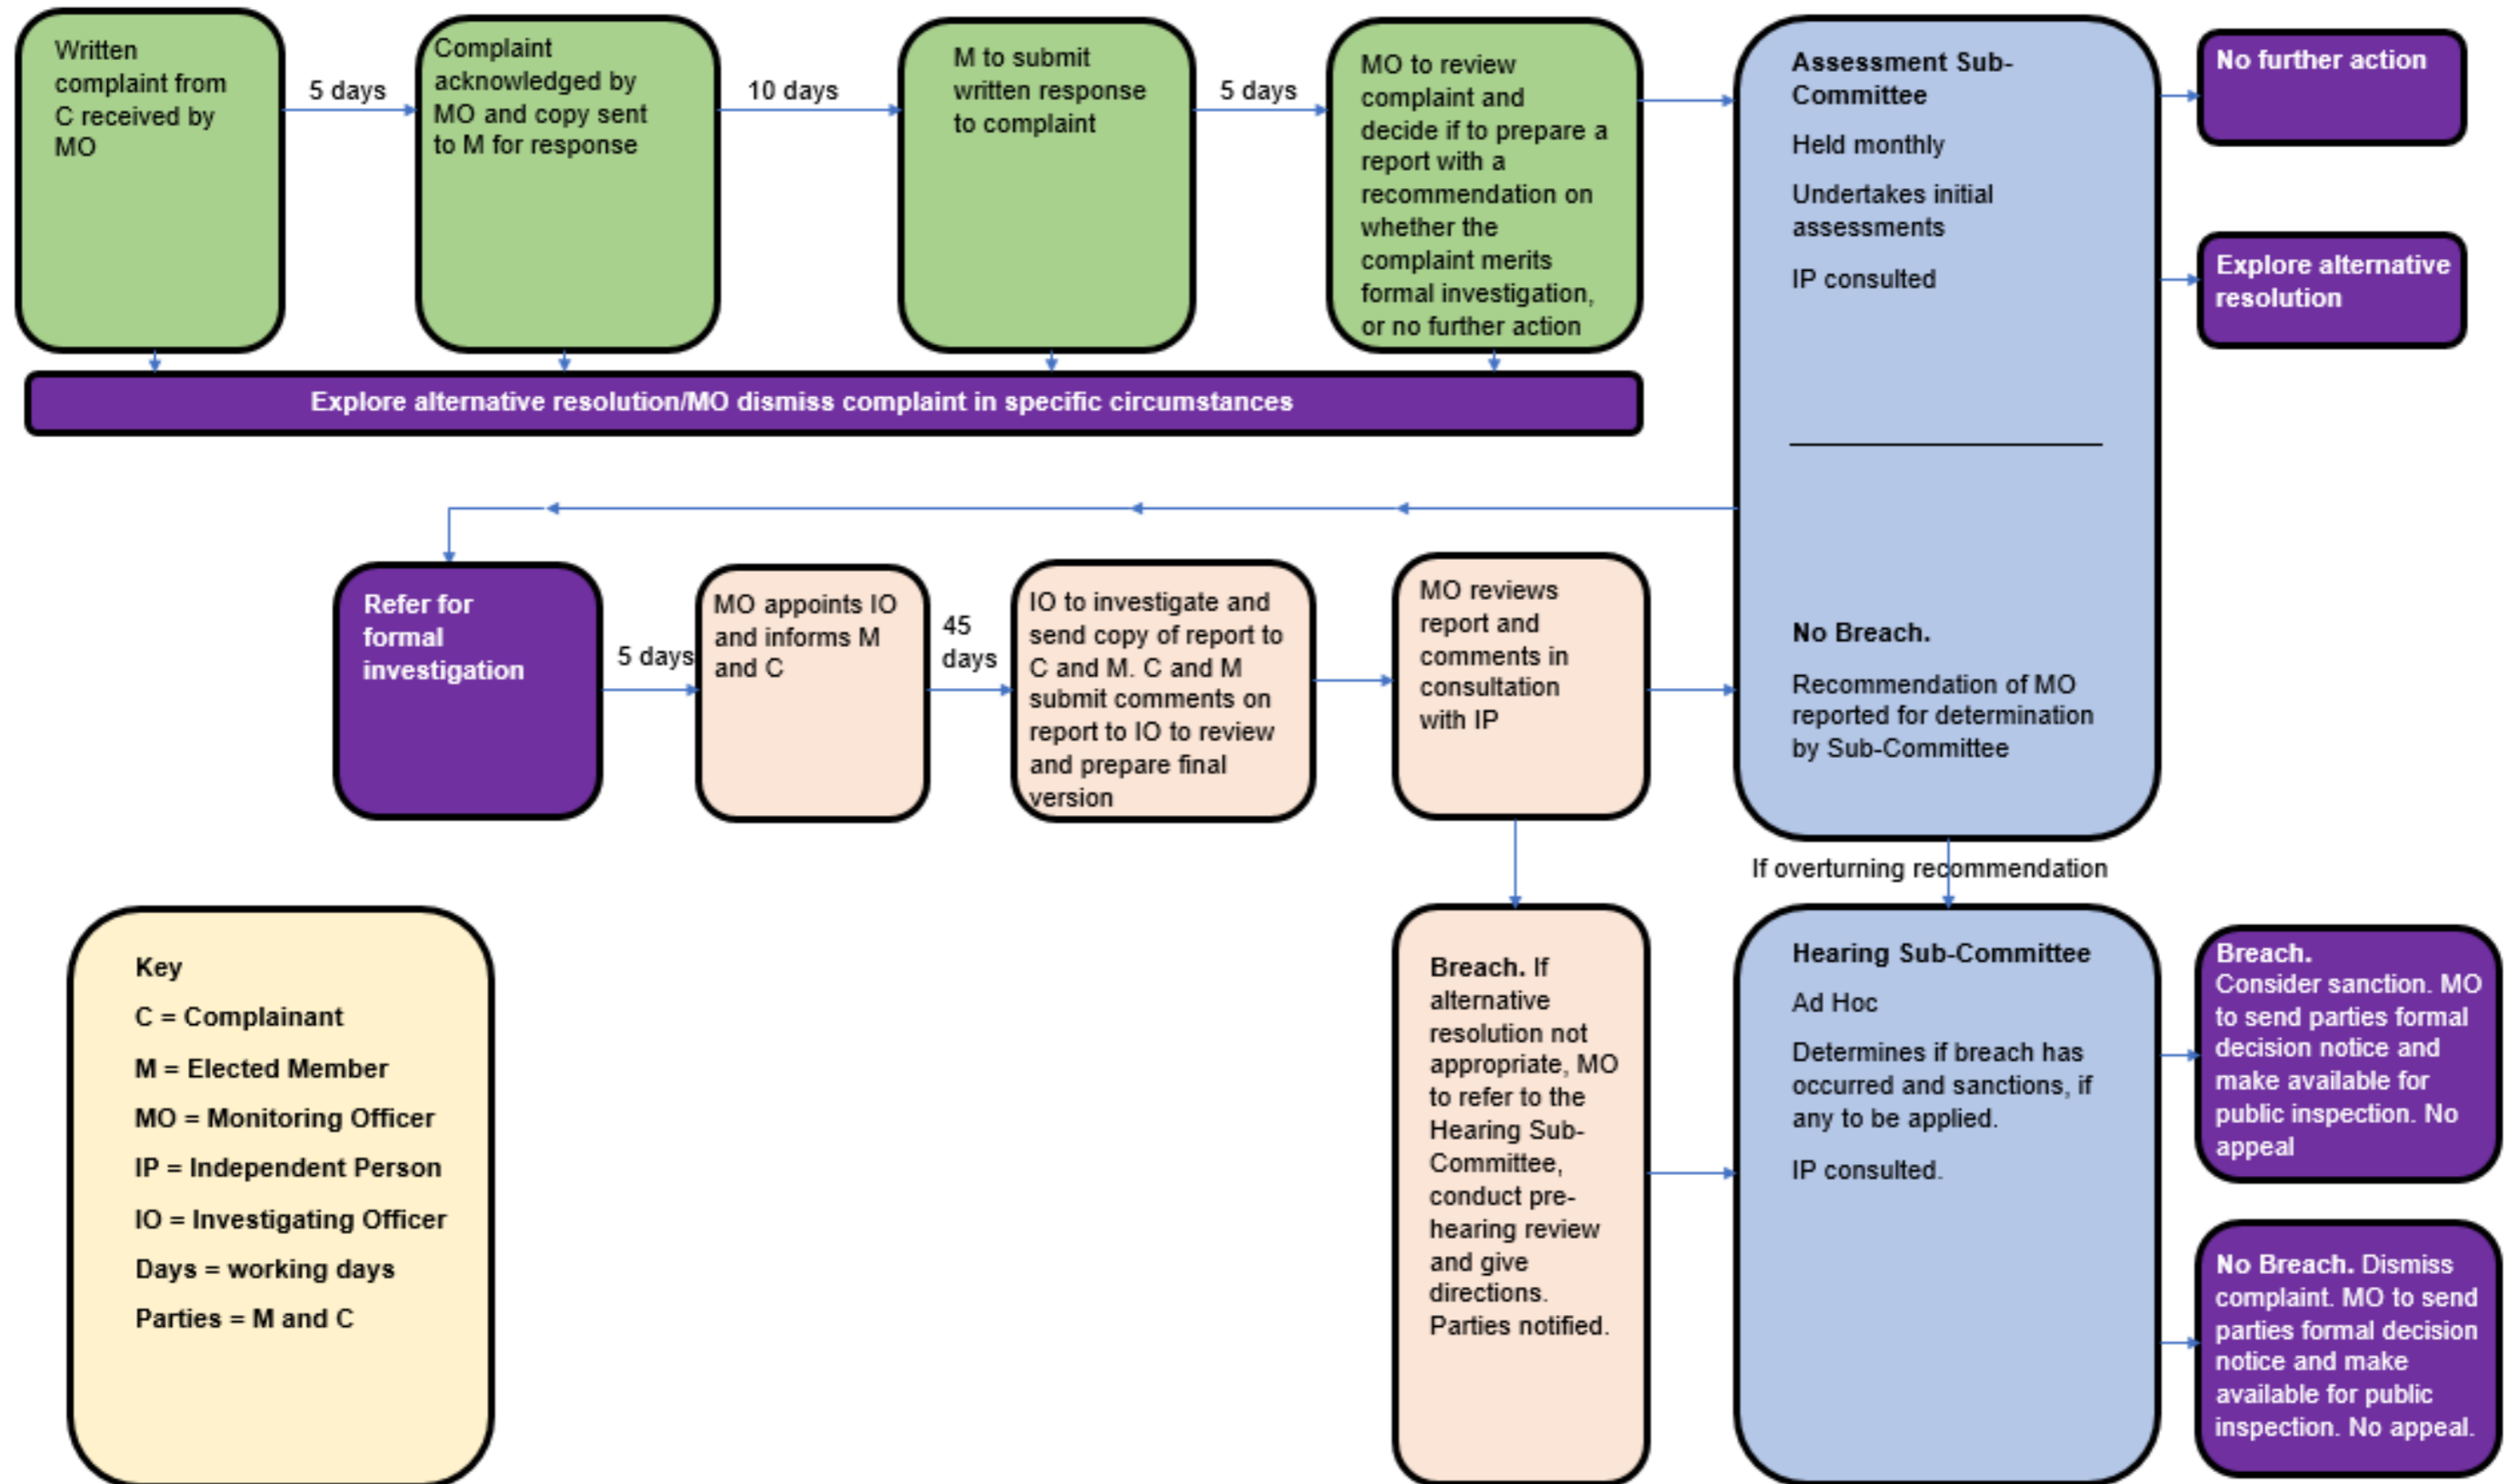 Written
complaint from
C received by
MO
5 days
Complaint
acknowledged by
MO and copy sent
to M for response
10 days
M to submit
written response
to complaint
5 days
MO to review
complaint and
decide if to prepare a
report with a
recommendation on
whether the
complaint merits
formal investigation,
or no further action
Assessment Sub-
Committee
Held monthly
Undertakes initial
assessments
IP consulted
No further action
Explore alternative
resolution
Explore alternative resolution/MO dismiss complaint in specific circumstances
Refer for
formal
investigation
5 days
MO appoints IO
and informs M
and C
45
days
IO to investigate and
send copy of report to
C and M. C and M
submit comments on
report to IO to review
and prepare final
version
MO reviews
report and
comments in
consultation
with IP
No Breach.
Recommendation of MO
reported for determination
by Sub-Committee
If overturning recommendation
Key
C = Complainant
M = Elected Member
MO = Monitoring Officer
IP = Independent Person
IO = Investigating Officer
Days = working days
Parties = M and C
Breach. If
alternative
resolution not
appropriate, MO
to refer to the
Hearing Sub-
Committee,
conduct pre-
hearing review
and give
directions.
Parties notified.
Hearing Sub-Committee
Ad Hoc
Determines if breach has
occurred and sanctions, if
any to be applied.
IP consulted.
Breach.
Consider sanction. MO
to send parties formal
decision notice and
make available for
public inspection. No
appeal
No Breach. Dismiss
complaint. MO to send
parties formal decision
notice and make
available for public
inspection. No appeal.